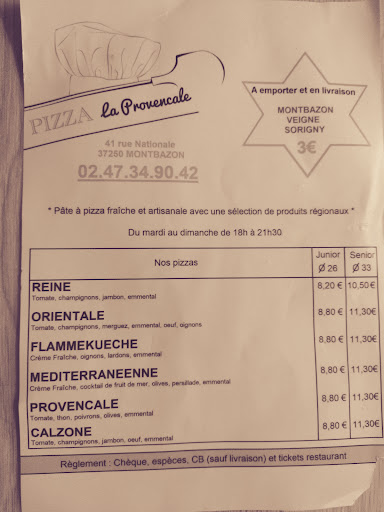 PIZZA la Provencale
41 rue Nationale
37250 MONTBAZON
02.47.34.90.42
A emporter et en livraison
MONTBAZON
VEIGNE
SORIGNY
3€
* Pâte à pizza fraîche et artisanale avec une sélection de produits régionaux *
Du mardi au dimanche de 18h à 21h30
Nos pizzas Junior Ø 26 Senior Ø 33
REINE 8,20 € 10,50€
Tomate, champignons, jambon, emmental
ORIENTALE 8,80 € 11,30€
Tomate, champignons, merguez, emmental, oeuf, oignons
FLAMMEKUECHE 8,80 € 11,30€
Crème Fraîche, oignons, lardons, emmental
MEDITERRANEENNE 8,80 € 11,30€
Crème Fraîche, cocktail de fruit de mer, olives, persillade, emmental
PROVENCALE 8,80 € 11,30€
Tomate, thon, poivrons, olives, emmental
CALZONE 8,80 € 11,30€
Tomate, champignons, jambon, oeuf, emmental
Règlement : Chèque, espèces, CB (sauf livraison) et tickets restaurant